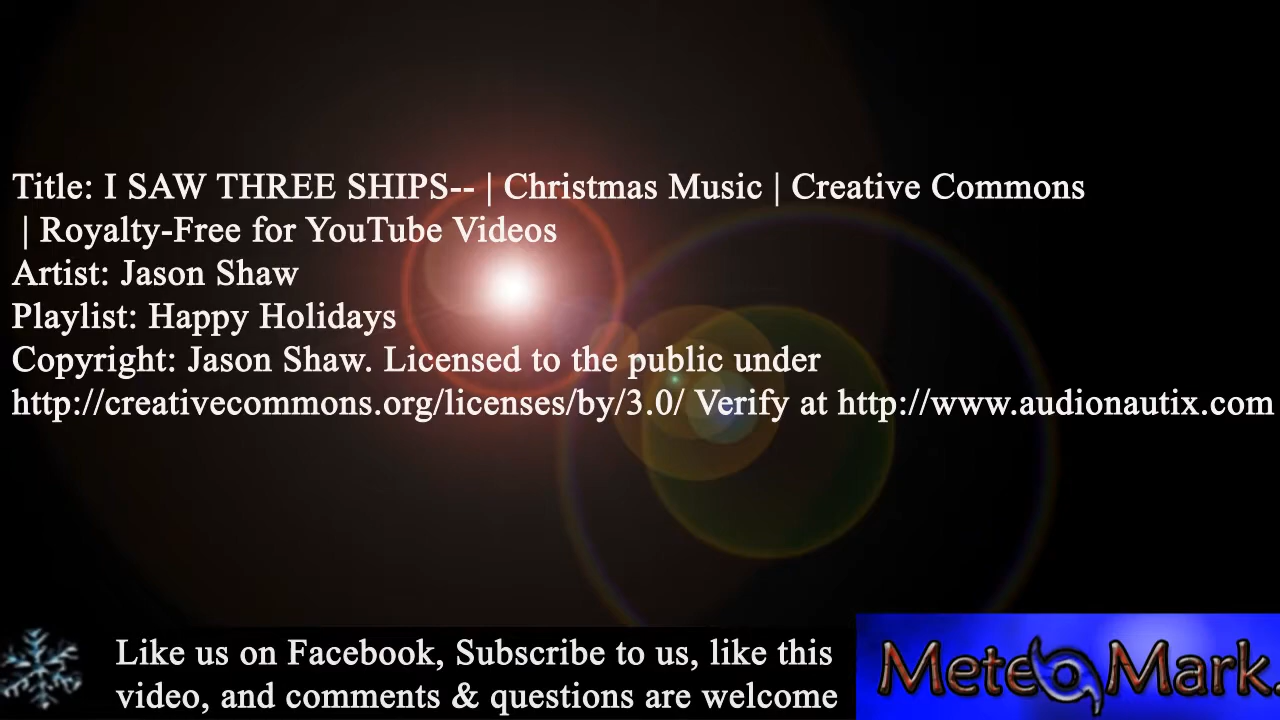 Title: I SAW THREE SHIPS-- | Christmas Music | Creative Commons
| Royalty-Free for YouTube Videos
Artist: Jason Shaw
Playlist: Happy Holidays
Copyright: Jason Shaw. Licensed to the public under
http://creativecommons.org/licenses/by/3.0/ Verify at http://www.audionautix.com
Like us on Facebook, Subscribe to us, like this
video, and comments & questions are welcome
MeteoMark.